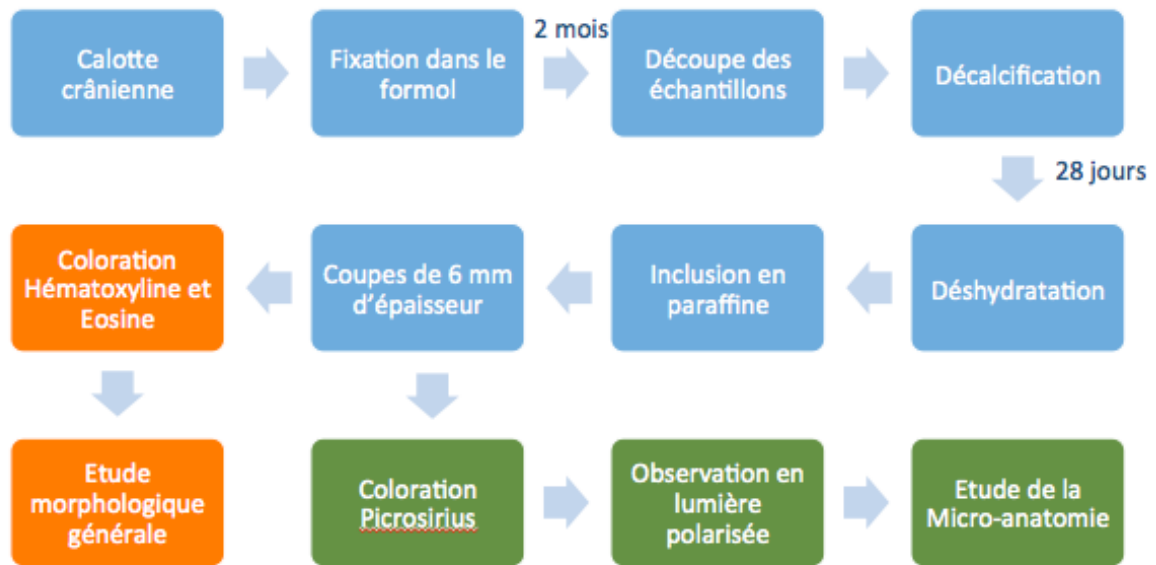 Calotte
crânienne
Fixation dans le
formol
2 mois
Découpe des
échantillons
Décalcification
28 jours
Déshydratation
Inclusion en
paraffine
Coupes de 6 mm
d'épaisseur
Coloration
Hématoxyline et
Eosine
Etude
morphologique
générale
Coloration
Picrosirius
Observation en
lumière
polarisée
Etude de la
Micro-anatomie